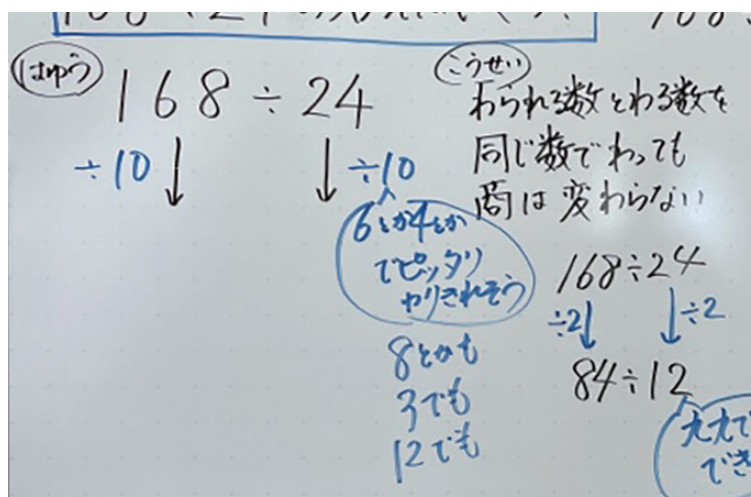 はゆう
168÷24
÷10 ÷10
6とか4とか
でピッタリ
わりきれそう
8とかも
3でも
12でも
こうせい
わられる数とわる数を
同じ数でわっても
商は変わらない
168÷24
÷2 ÷2
84÷12
九九で
でき